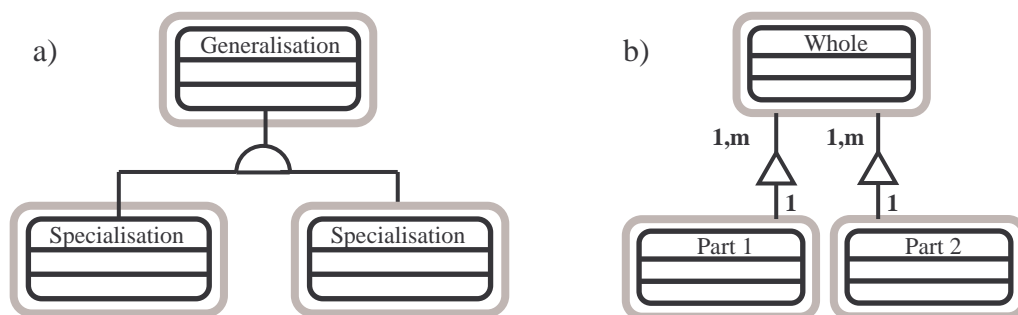 a)
Generalisation
Specialisation
Specialisation
b)
Whole
1,m
1,m
1
1
Part 1
Part 2